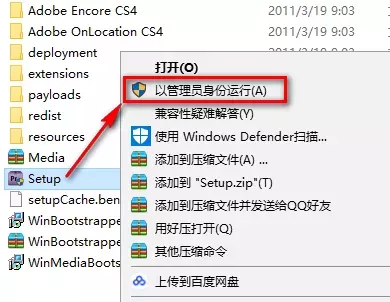 Adobe Encore CS4 2011/3/19 9:03
Adobe OnLocation CS4 2011/3/19 9:03
deployment
extensions
payloads
redist
resources
Media
Setup
setupCache.ben
WinBootstrappe
WinBootstrappe
WinMediaBoots
打开(O)
以管理员身份运行(A)
兼容性疑难解答(Y)
使用 Windows Defender扫描...
添加到压缩文件(A) ...
添加到 "Setup.zip"(T)
添加到压缩文件并发送给QQ好友
用好压打开(Q)
其他压缩命令
上传到百度网盘